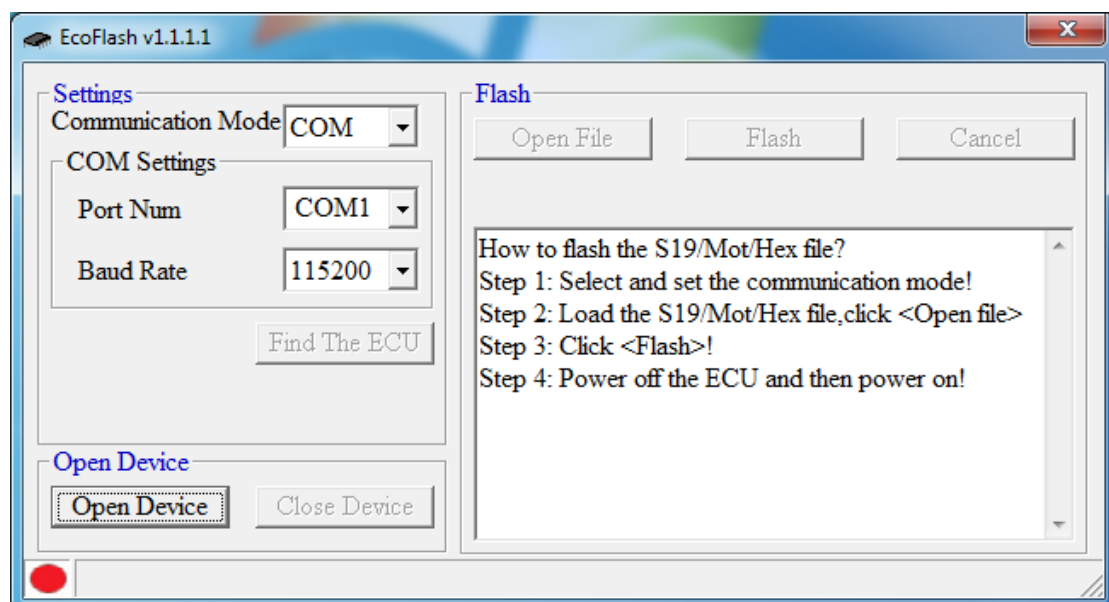 EcoFlash v1.1.1.1
Settings
Communication Mode COM
COM Settings
Port Num COM1
Baud Rate 115200
Find The ECU
Open Device
Open Device Close Device
Flash
Open File Flash Cancel
How to flash the S19/Mot/Hex file?
Step 1: Select and set the communication mode!
Step 2: Load the S19/Mot/Hex file,click <Open file>
Step 3: Click <Flash>!
Step 4: Power off the ECU and then power on!